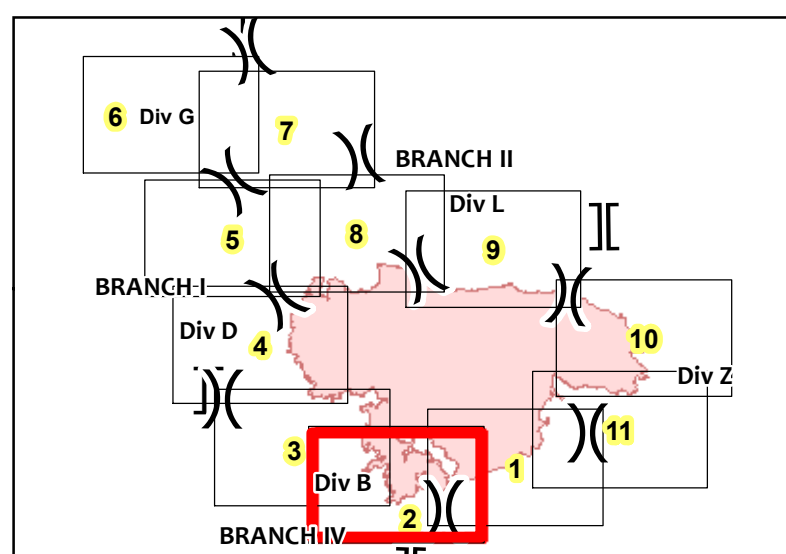 6
Div G
7
BRANCH II
Div L
5
8
9
BRANCH I
Div D
4
10
Div Z
11
3
1
Div B
2
BRANCH IV